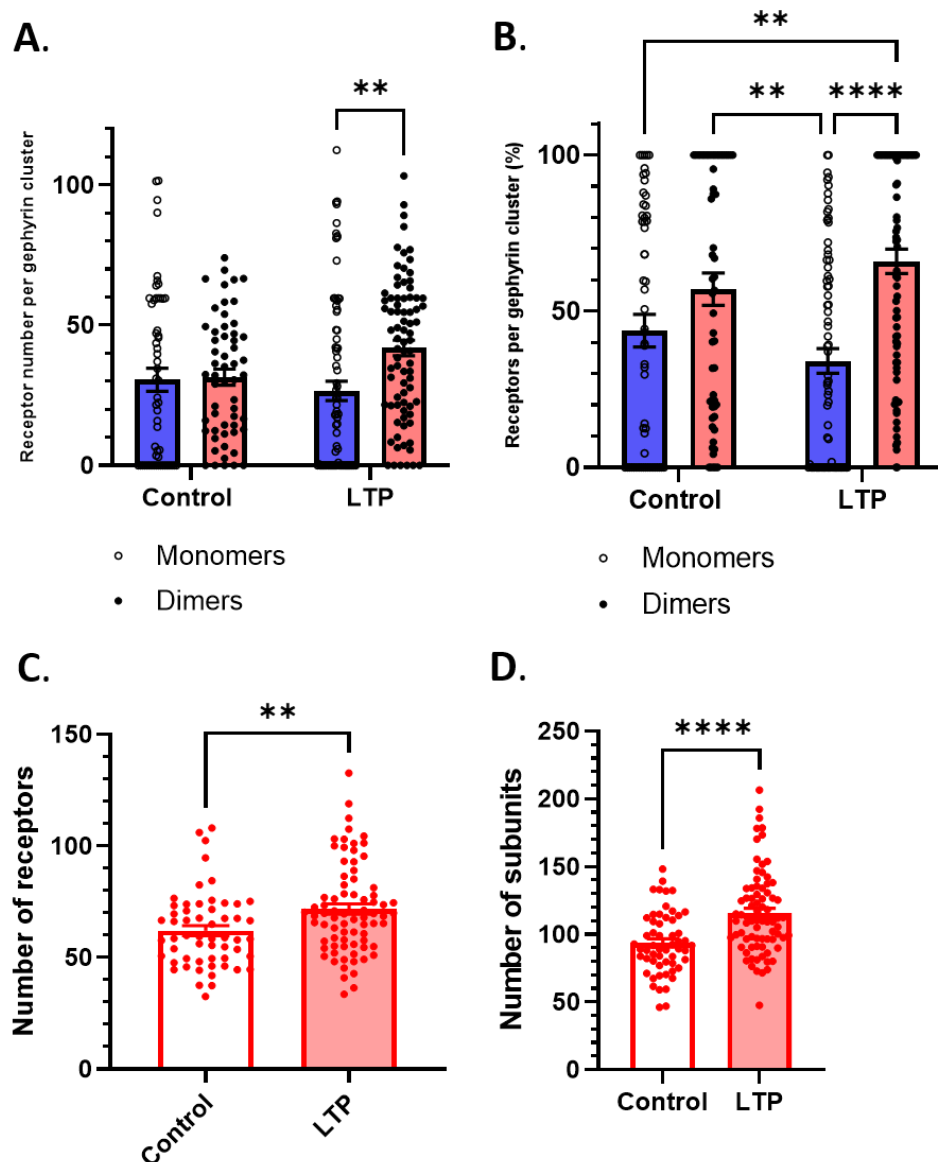 A.
Receptor number per gephyrin cluster
**
100
50
0
Control LTP
Monomers
Dimers
B.
Receptors per gephyrin cluster (%)
**
** ****
100
50
0
Control LTP
Monomers
Dimers
C.
Number of receptors
**
150
100
50
0
Control LTP
D.
Number of subunits
****
250
200
150
100
50
0
Control LTP